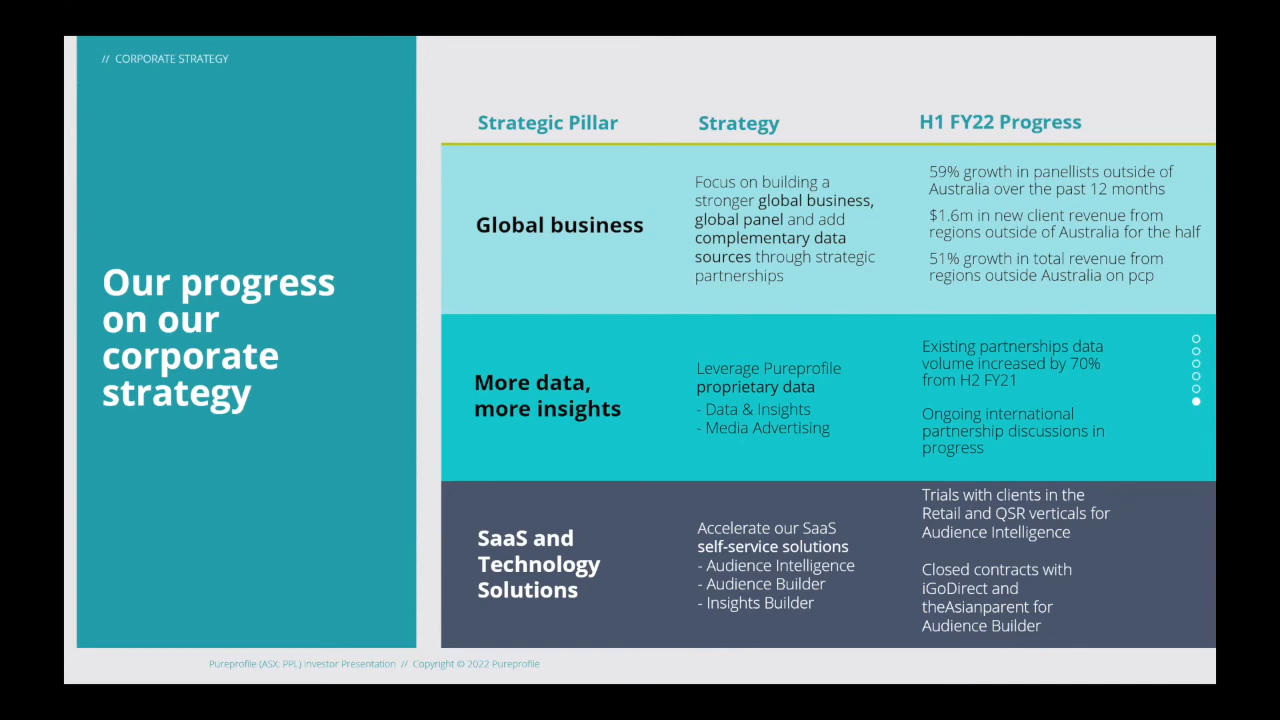 // CORPORATE STRATEGY
Our progress
on our
corporate
strategy
Strategic Pillar
Strategy
H1 FY22 Progress
Global business
Focus on building a
stronger global business,
global panel and add
complementary data
sources through strategic
partnerships
59% growth in panellists outside of
Australia over the past 12 months
$1.6m in new client revenue from
regions outside of Australia for the half
51% growth in total revenue from
regions outside Australia on pcp
More data,
more insights
Leverage Pureprofile
proprietary data
- Data & Insights
- Media Advertising
Existing partnerships data
volume increased by 70%
from H2 FY21
Ongoing international
partnership discussions in
progress
SaaS and
Technology
Solutions
Accelerate our SaaS
self-service solutions
- Audience Intelligence
- Audience Builder
- Insights Builder
Trials with clients in the
Retail and QSR verticals for
Audience Intelligence
Closed contracts with
iGoDirect and
theAsianparent for
Audience Builder
Pureprofile (ASX: PPL) Investor Presentation // Copyright © 2022 Pureprofile